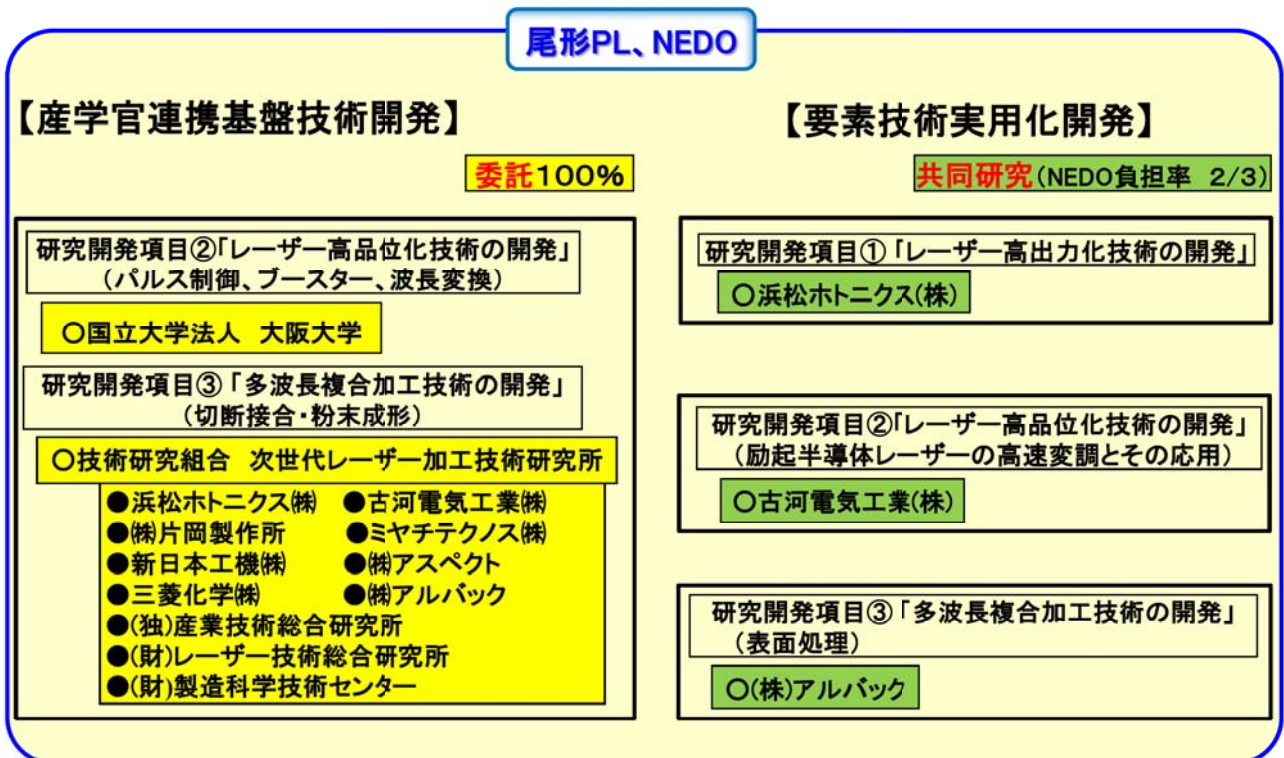 尾形PL、NEDO
【産学官連携基盤技術開発】
委託100%
研究開発項目②「レーザー高品位化技術の開発」
(パルス制御、ブースター、波長変換)
○国立大学法人 大阪大学
研究開発項目③「多波長複合加工技術の開発」
(切断接合・粉末成形)
○技術研究組合 次世代レーザー加工技術研究所
●浜松ホトニクス㈱ ●古河電気工業㈱
●㈱片岡製作所 ●ミヤチテクノス㈱
●新日本工機㈱ ●㈱アスペクト
●三菱化学㈱ ●㈱アルバック
●(独)産業技術総合研究所
●(財)レーザー技術総合研究所
●(財)製造科学技術センター
【要素技術実用化開発】
共同研究(NEDO負担率 2/3)
研究開発項目①「レーザー高出力化技術の開発」
○浜松ホトニクス(株)
研究開発項目②「レーザー高品位化技術の開発」
(励起半導体レーザーの高速変調とその応用)
○古河電気工業(株)
研究開発項目③「多波長複合加工技術の開発」
(表面処理)
○(株)アルバック